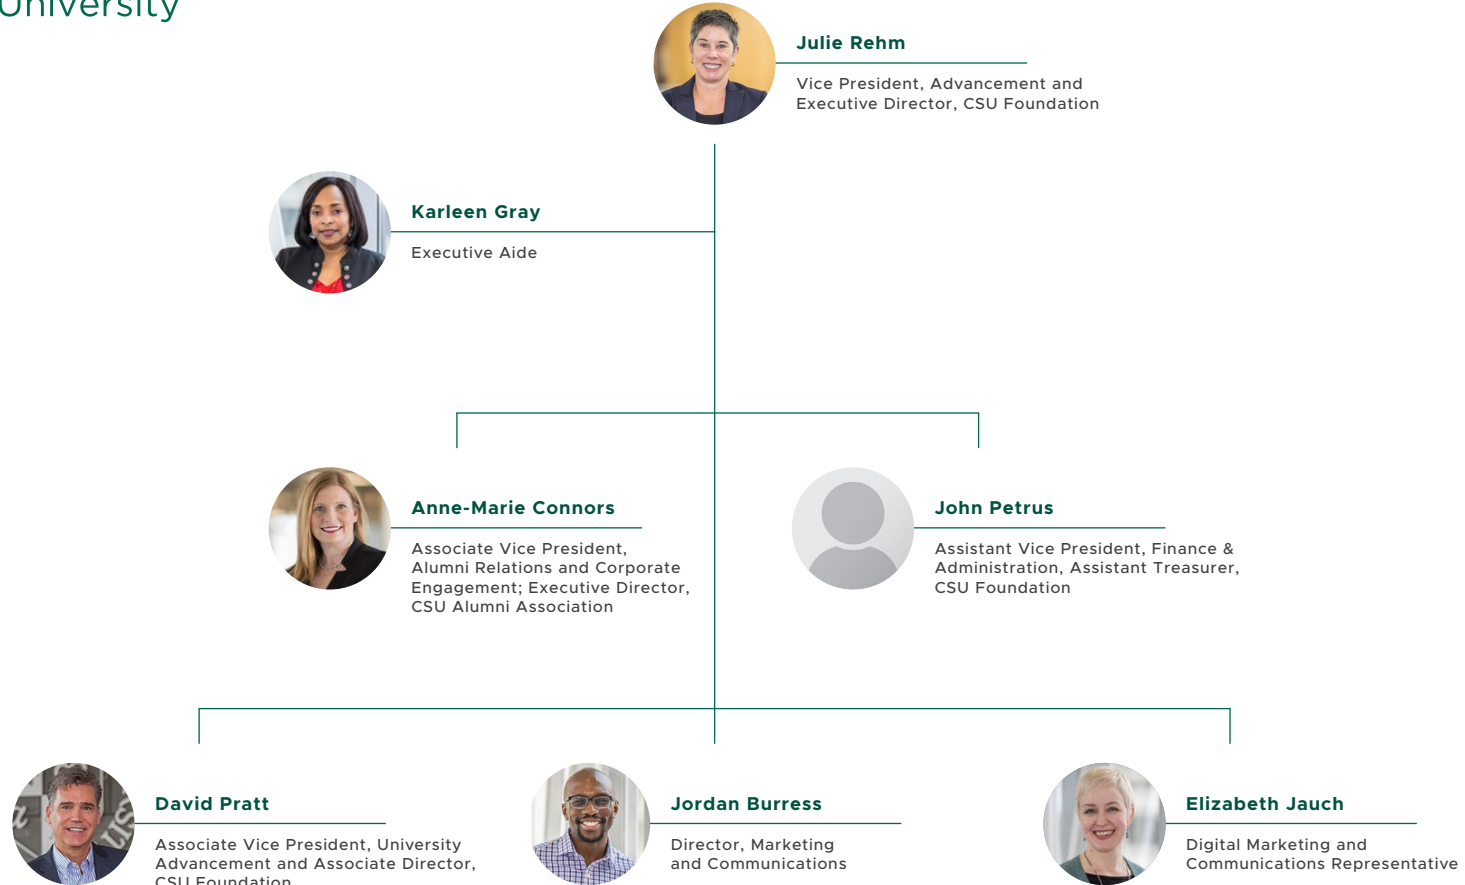 University
Julie Rehm
Vice President, Advancement and
Executive Director, CSU Foundation
Karleen Gray
Executive Aide
Anne-Marie Connors
Associate Vice President,
Alumni Relations and Corporate
Engagement; Executive Director,
CSU Alumni Association
John Petrus
Assistant Vice President, Finance &
Administration, Assistant Treasurer,
CSU Foundation
David Pratt
Associate Vice President, University
Advancement and Associate Director,
CSU Foundation
Jordan Burress
Director, Marketing
and Communications
Elizabeth Jauch
Digital Marketing and
Communications Representative